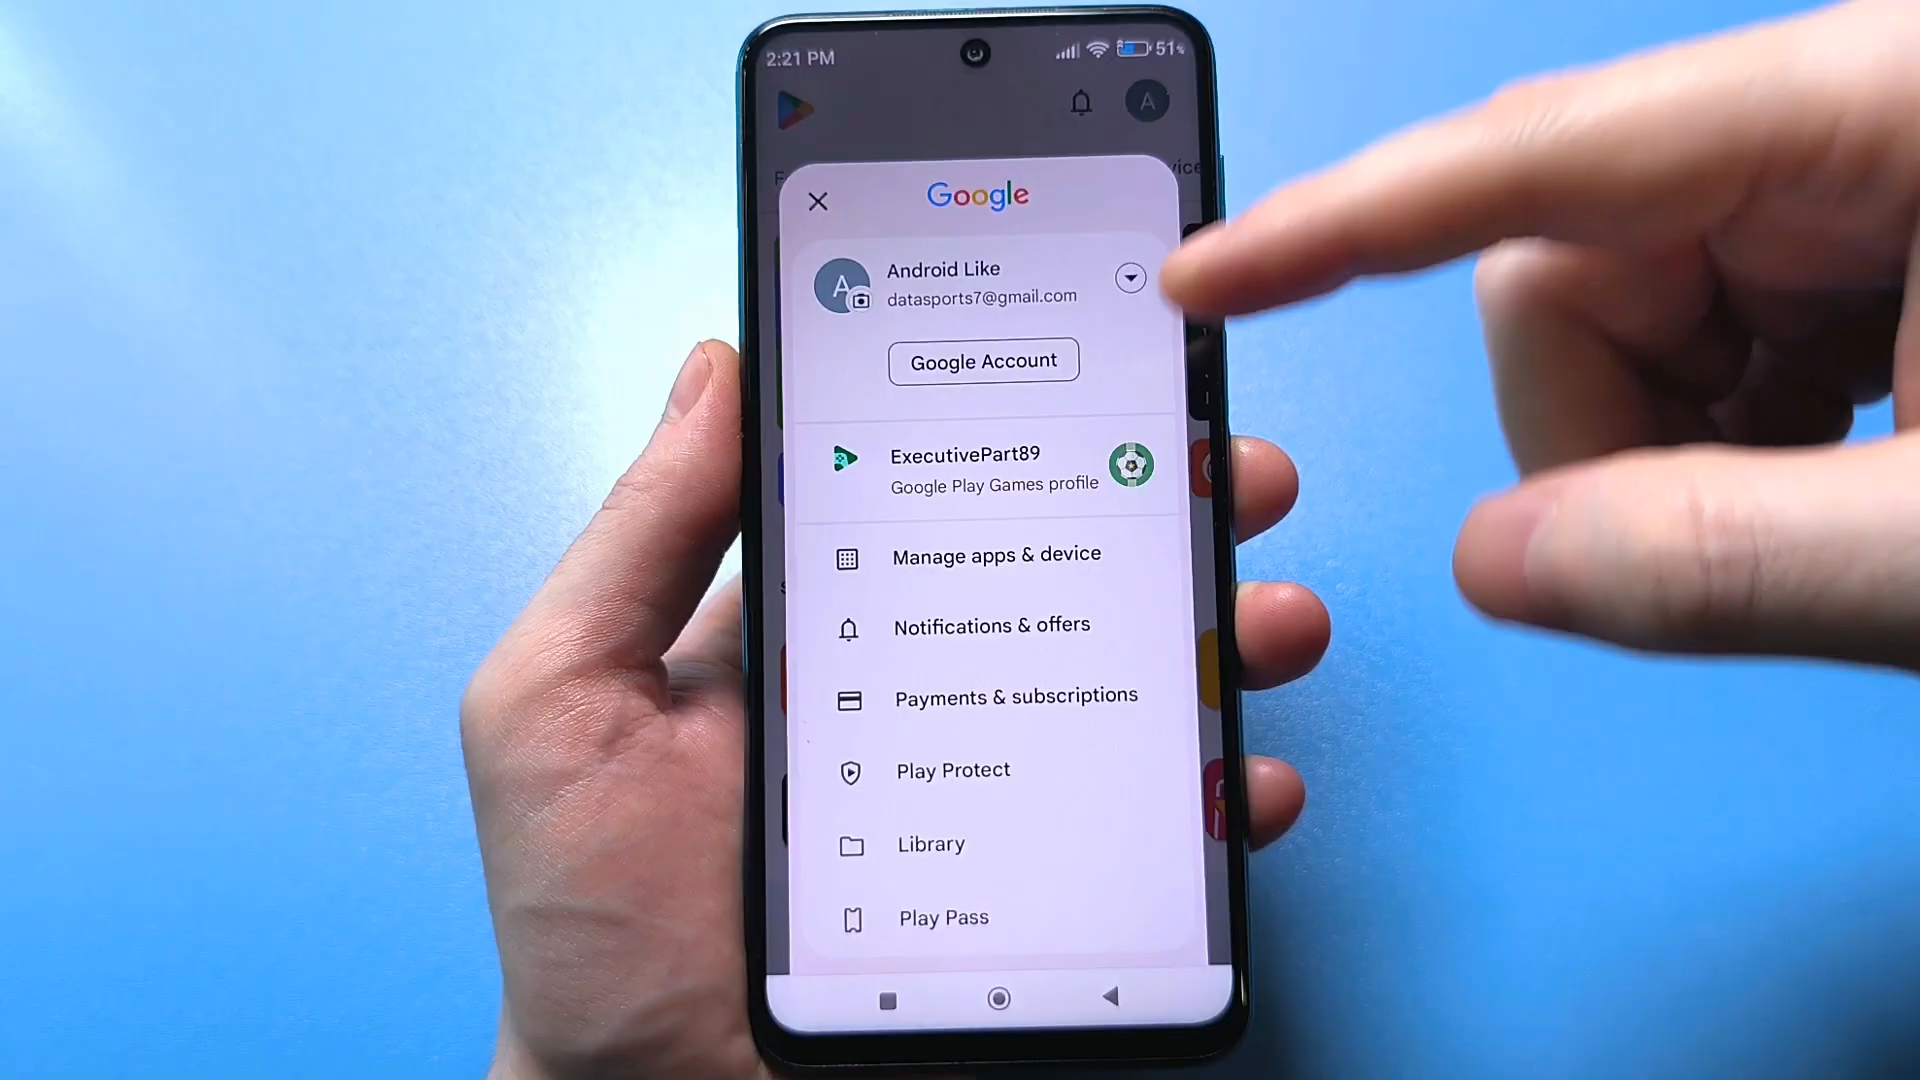 2:21 PM
51%
A
Google
A
Android Like
datasports7@gmail.com
Google Account
ExecutivePart89
Google Play Games profile
Manage apps & device
Notifications & offers
Payments & subscriptions
Play Protect
Library
Play Pass